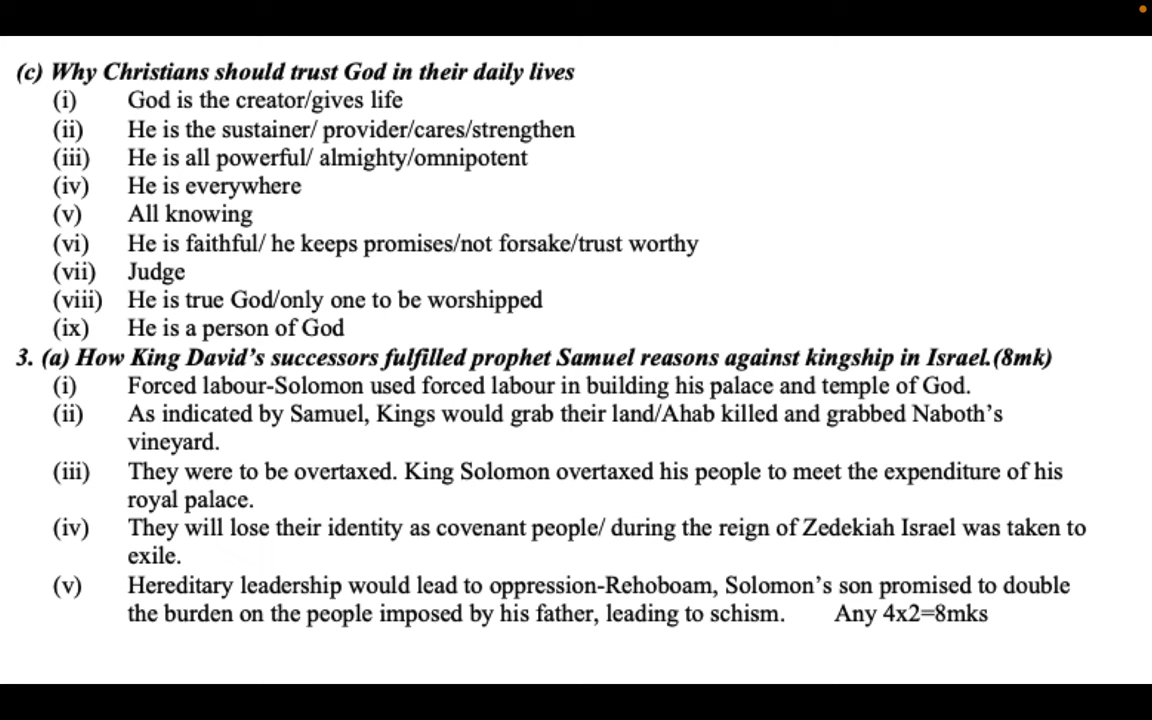 (c) Why Christians should trust God in their daily lives
(i) God is the creator/gives life
(ii) He is the sustainer/ provider/cares/strengthen
(iii) He is all powerful/ almighty/omnipotent
(iv) He is everywhere
(v) All knowing
(vi) He is faithful/ he keeps promises/not forsake/trust worthy
(vii) Judge
(viii) He is true God/only one to be worshipped
(ix) He is a person of God
3. (a) How King David’s successors fulfilled prophet Samuel reasons against kingship in Israel.(8mk)
(i) Forced labour-Solomon used forced labour in building his palace and temple of God.
(ii) As indicated by Samuel, Kings would grab their land/Ahab killed and grabbed Naboth’s
vineyard.
(iii) They were to be overtaxed. King Solomon overtaxed his people to meet the expenditure of his
royal palace.
(iv) They will lose their identity as covenant people/ during the reign of Zedekiah Israel was taken to
exile.
(v) Hereditary leadership would lead to oppression-Rehoboam, Solomon’s son promised to double
the burden on the people imposed by his father, leading to schism. Any 4x2=8mks